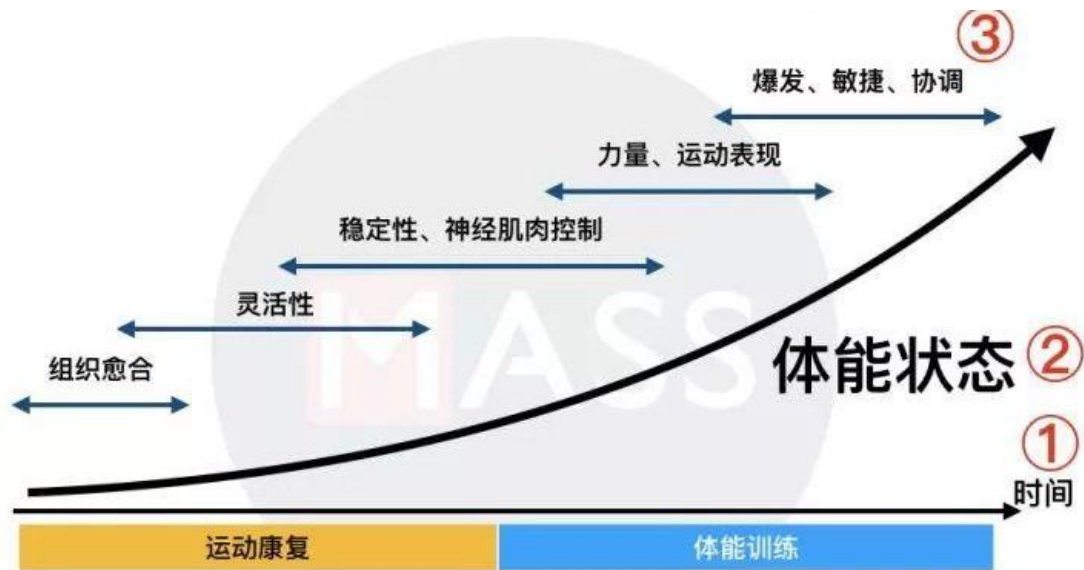 ③
爆发、敏捷、协调
力量、运动表现
稳定性、神经肌肉控制
灵活性
MASS
组织愈合
体能状态②
①
时间
运动康复
体能训练